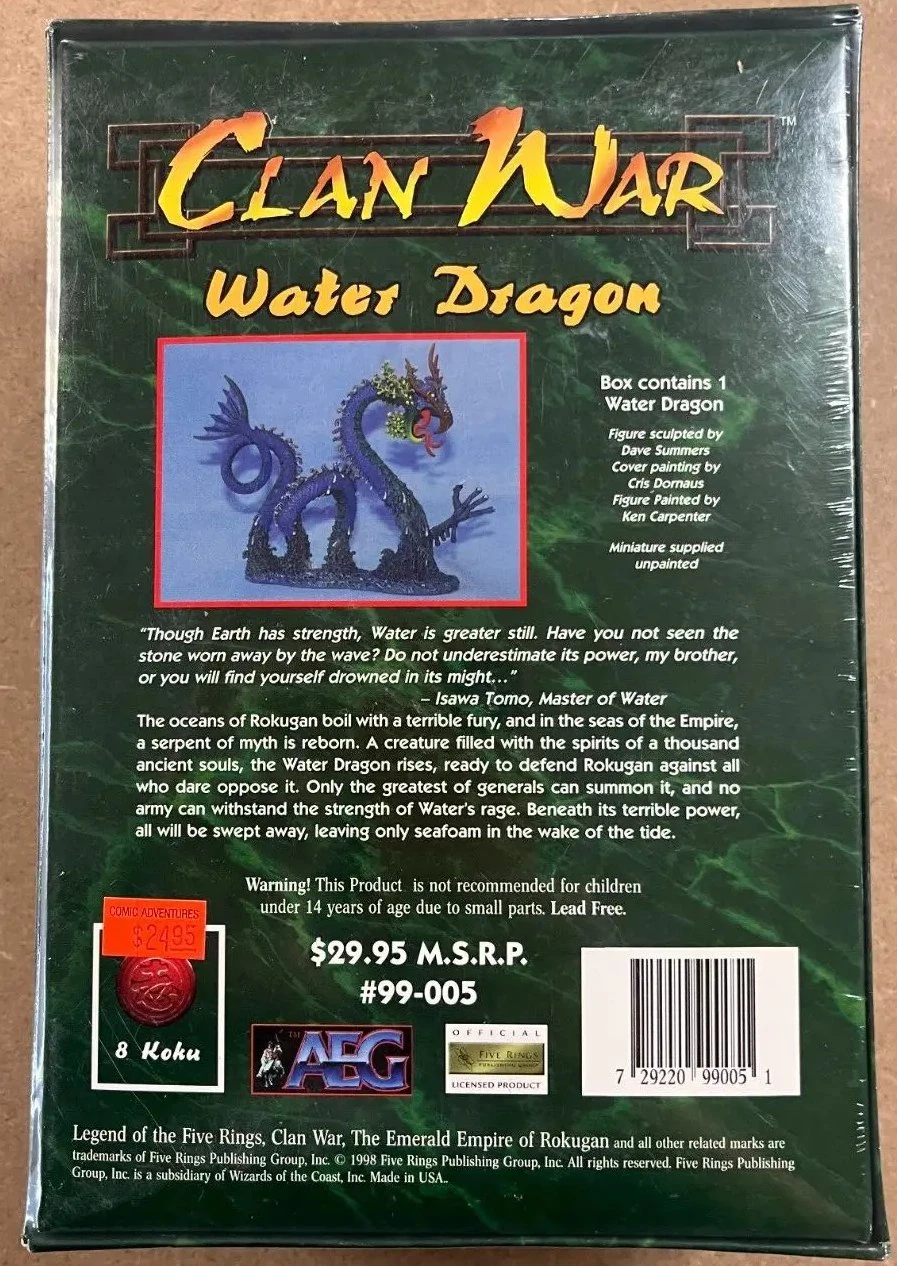 CLAN WAR ™
Water Dragon
Box contains 1
Water Dragon
Figure sculpted by
Dave Summers
Cover painting by
Cris Dornaus
Figure Painted by
Ken Carpenter
Miniature supplied
unpainted
"Though Earth has strength, Water is greater still. Have you not seen the
stone worn away by the wave? Do not underestimate its power, my brother,
or you will find yourself drowned in its might..."
– Isawa Tomo, Master of Water
The oceans of Rokugan boil with a terrible fury, and in the seas of the Empire,
a serpent of myth is reborn. A creature filled with the spirits of a thousand
ancient souls, the Water Dragon rises, ready to defend Rokugan against all
who dare oppose it. Only the greatest of generals can summon it, and no
army can withstand the strength of Water's rage. Beneath its terrible power,
all will be swept away, leaving only seafoam in the wake of the tide.
Warning! This Product is not recommended for children
under 14 years of age due to small parts. Lead Free.
COMIC ADVENTURES
$24.95
8 Koku
$29.95 M.S.R.P.
#99-005
™ AEG
OFFICIAL
FIVE RINGS
PUBLISHING GROUP
LICENSED PRODUCT
7 29220 99005 1
Legend of the Five Rings, Clan War, The Emerald Empire of Rokugan and all other related marks are
trademarks of Five Rings Publishing Group, Inc. © 1998 Five Rings Publishing Group, Inc. All rights reserved. Five Rings Publishing
Group, Inc. is a subsidiary of Wizards of the Coast, Inc. Made in USA..